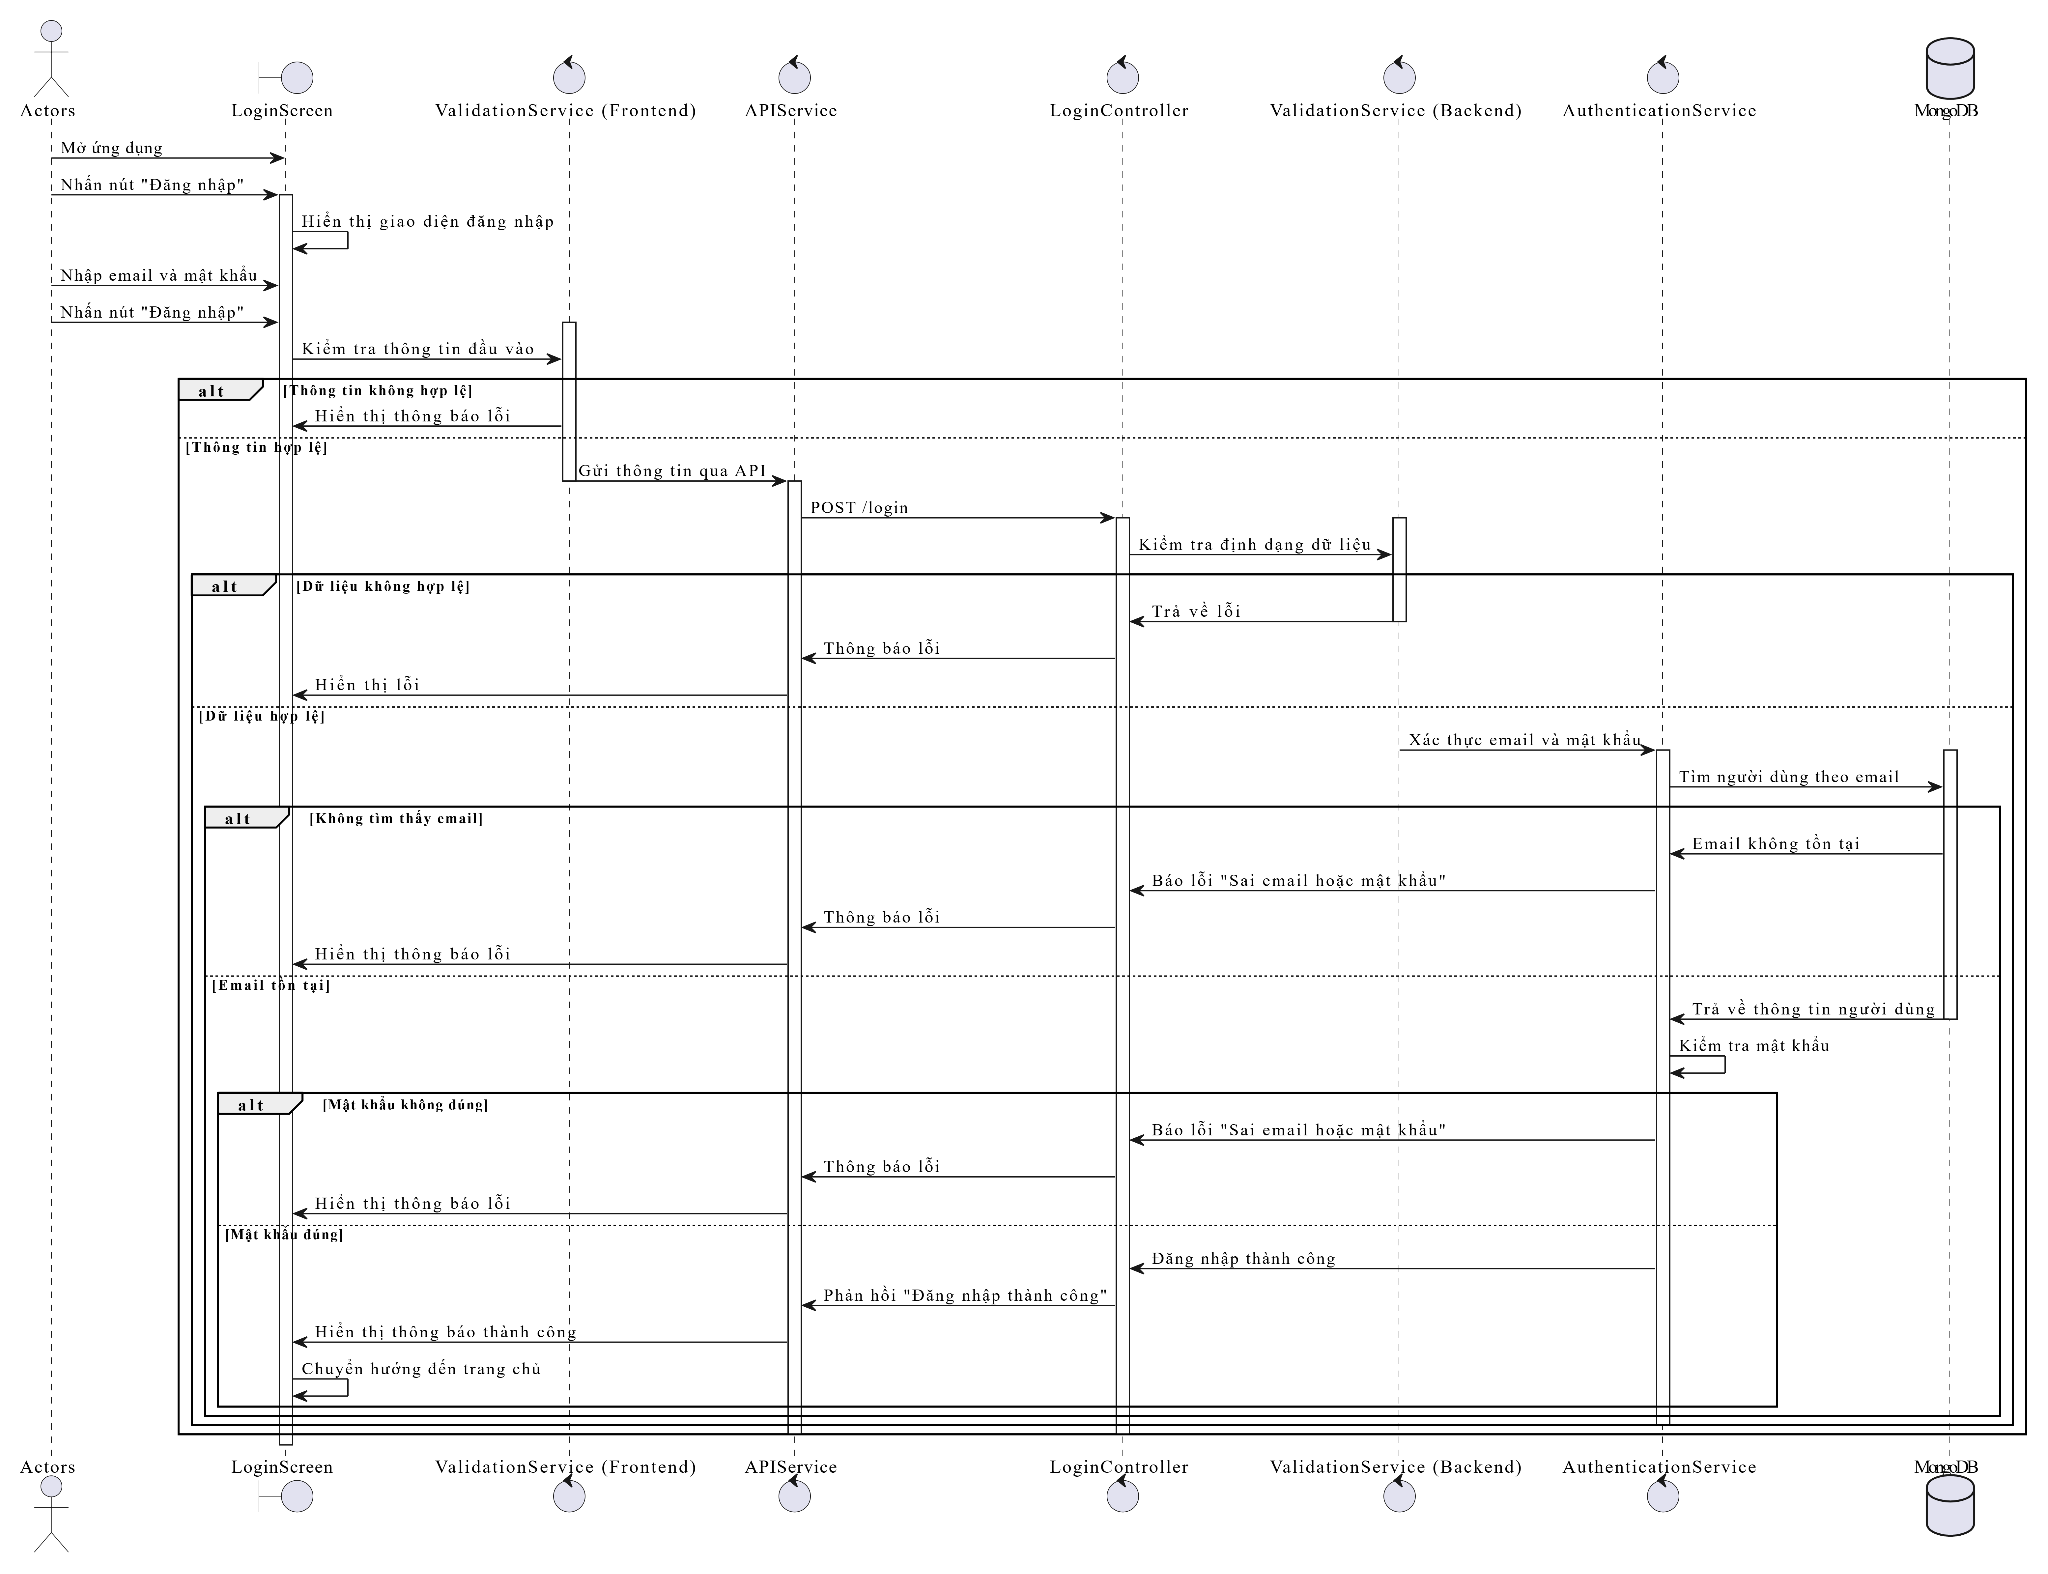 Actors LoginScreen ValidationService (Frontend) APIService LoginController ValidationService (Backend) AuthenticationService MongoDB
Mở ứng dụng
Nhấn nút "Đăng nhập"
Hiển thị giao diện đăng nhập
Nhập email và mật khẩu
Nhấn nút "Đăng nhập"
Kiểm tra thông tin đầu vào
alt [Thông tin không hợp lệ]
Hiển thị thông báo lỗi
[Thông tin hợp lệ]
Gửi thông tin qua API
POST /login
Kiểm tra định dạng dữ liệu
alt [Dữ liệu không hợp lệ]
Trả về lỗi
Thông báo lỗi
Hiển thị lỗi
[Dữ liệu hợp lệ]
Xác thực email và mật khẩu
Tìm người dùng theo email
alt [Không tìm thấy email]
Email không tồn tại
Báo lỗi "Sai email hoặc mật khẩu"
Thông báo lỗi
Hiển thị thông báo lỗi
[Email tồn tại]
Trả về thông tin người dùng
Kiểm tra mật khẩu
alt [Mật khẩu không đúng]
Báo lỗi "Sai email hoặc mật khẩu"
Thông báo lỗi
Hiển thị thông báo lỗi
[Mật khẩu đúng]
Đăng nhập thành công
Phản hồi "Đăng nhập thành công"
Hiển thị thông báo thành công
Chuyển hướng đến trang chủ
Actors LoginScreen ValidationService (Frontend) APIService LoginController ValidationService (Backend) AuthenticationService MongoDB